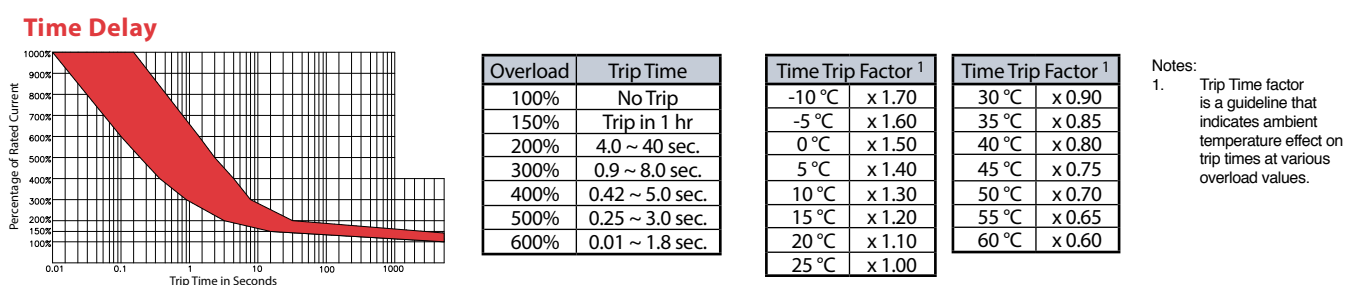 Time Delay
Percentage of Rated Current
1000%
900%
800%
700%
600%
500%
400%
300%
200%
150%
100%
0.01 0.1 1 10 100 1000
Trip Time in Seconds
Overload Trip Time
100% No Trip
150% Trip in 1 hr
200% 4.0 ~ 40 sec.
300% 0.9 ~ 8.0 sec.
400% 0.42 ~ 5.0 sec.
500% 0.25 ~ 3.0 sec.
600% 0.01 ~ 1.8 sec.
Time Trip Factor 1
-10 °C x 1.70
-5 °C x 1.60
0 °C x 1.50
5 °C x 1.40
10 °C x 1.30
15 °C x 1.20
20 °C x 1.10
25 °C x 1.00
Time Trip Factor 1
30 °C x 0.90
35 °C x 0.85
40 °C x 0.80
45 °C x 0.75
50 °C x 0.70
55 °C x 0.65
60 °C x 0.60
Notes:
1. Trip Time factor
is a guideline that
indicates ambient
temperature effect on
trip times at various
overload values.